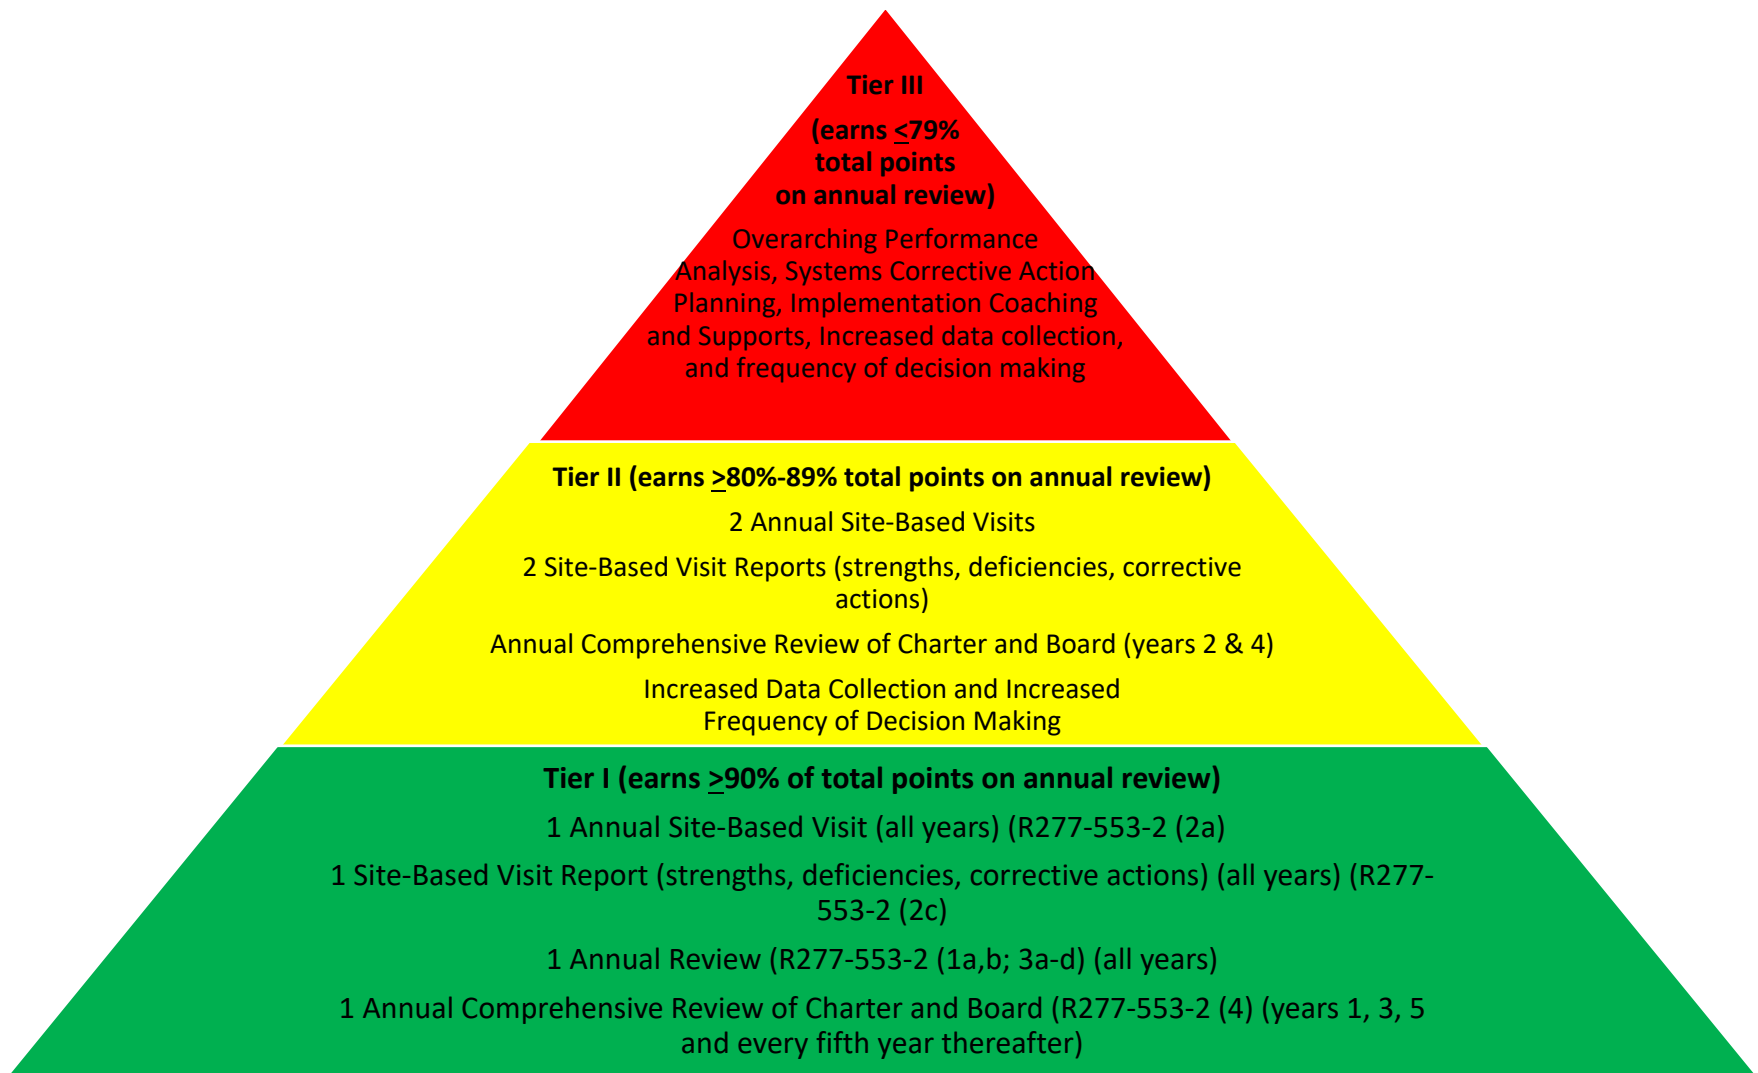 Tier III
(earns <79%
total points
on annual review)
Overarching Performance
Analysis, Systems Corrective Action
Planning, Implementation Coaching
and Supports, Increased data collection,
and frequency of decision making
Tier II (earns >80%-89% total points on annual review)
2 Annual Site-Based Visits
2 Site-Based Visit Reports (strengths, deficiencies, corrective
actions)
Annual Comprehensive Review of Charter and Board (years 2 & 4)
Increased Data Collection and Increased
Frequency of Decision Making
Tier I (earns >90% of total points on annual review)
1 Annual Site-Based Visit (all years) (R277-553-2 (2a)
1 Site-Based Visit Report (strengths, deficiencies, corrective actions) (all years) (R277-
553-2 (2c)
1 Annual Review (R277-553-2 (1a,b; 3a-d) (all years)
1 Annual Comprehensive Review of Charter and Board (R277-553-2 (4) (years 1, 3, 5
and every fifth year thereafter)